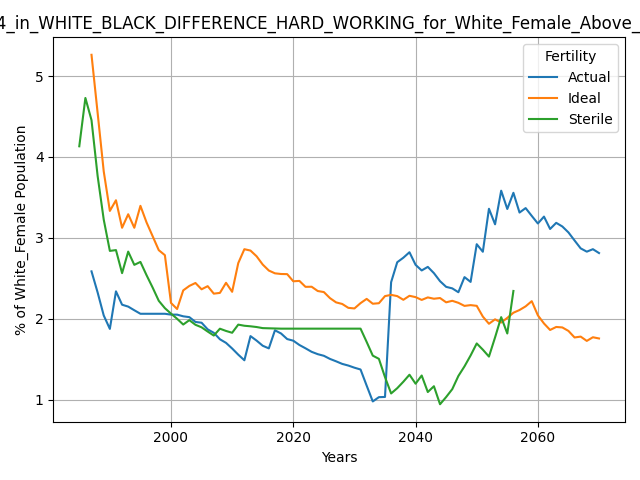 4_in_WHITE_BLACK_DIFFERENCE_HARD_WORKING_for_White_Female_Above_
Fertility
Actual
Ideal
Sterile
% of White_Female Population
5
4
3
2
1
2000 2020 2040 2060
Years